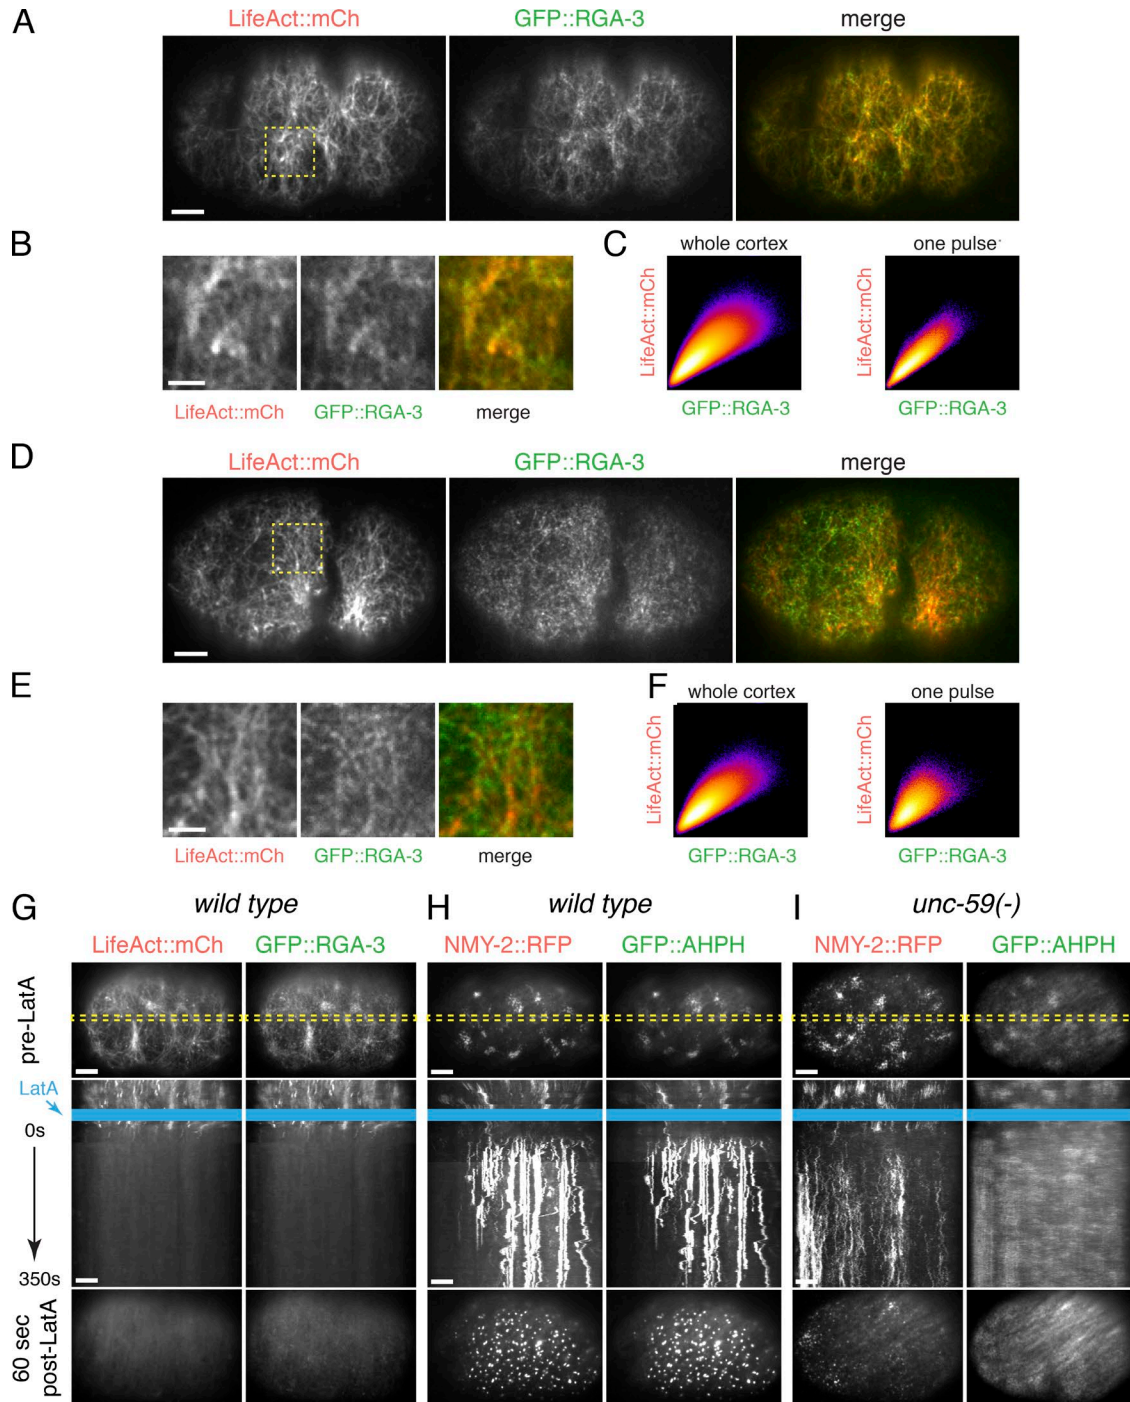 A
LifeAct::mCh GFP::RGA-3 merge
B
C
whole cortex one pulse
LifeAct::mCh LifeAct::mCh
GFP::RGA-3 GFP::RGA-3
LifeAct::mCh GFP::RGA-3 merge
D
LifeAct::mCh GFP::RGA-3 merge
E
F
whole cortex one pulse
LifeAct::mCh LifeAct::mCh
GFP::RGA-3 GFP::RGA-3
LifeAct::mCh GFP::RGA-3 merge
G wild type
LifeAct::mCh GFP::RGA-3
H wild type
NMY-2::RFP GFP::AHPH
I unc-59(-)
NMY-2::RFP GFP::AHPH
pre-LatA
LatA
0s
350s
60 sec
post-LatA